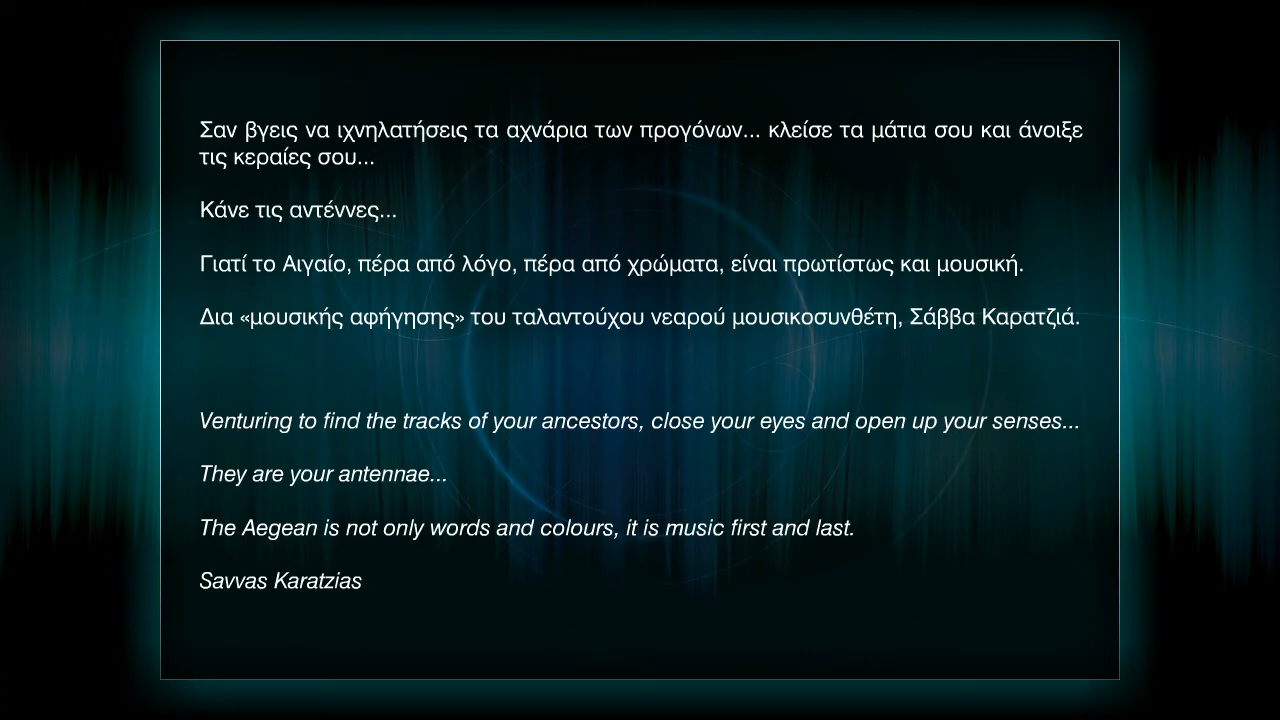 Σαν βγεις να ιχνηλατήσεις τα αχνάρια των προγόνων... κλείσε τα μάτια σου και άνοιξε
τις κεραίες σου...
Κάνε τις αντέννες...
Γιατί το Αιγαίο, πέρα από λόγο, πέρα από χρώματα, είναι πρωτίστως και μουσική.
Δια «μουσικής αφήγησης» του ταλαντούχου νεαρού μουσικοσυνθέτη, Σάββα Καρατζιά.
Venturing to find the tracks of your ancestors, close your eyes and open up your senses...
They are your antennae...
The Aegean is not only words and colours, it is music first and last.
Savvas Karatzias